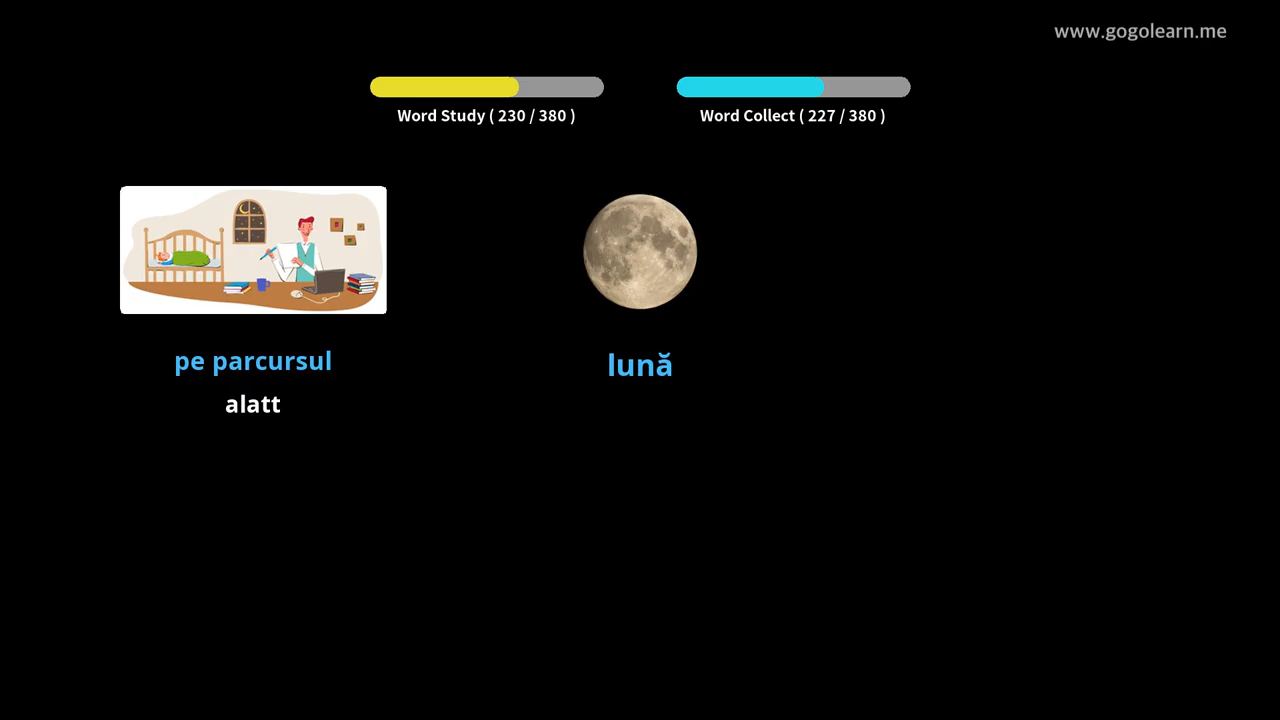 www.gogolearn.me
Word Study ( 230 / 380 )
Word Collect ( 227 / 380 )
pe parcursul
alatt
lună